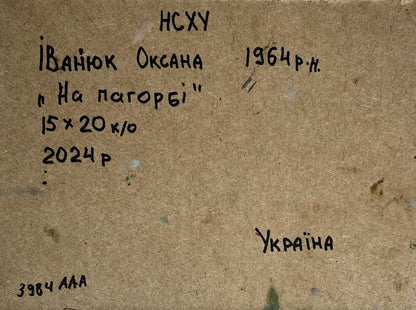 НСХУ
Іванюк Оксана 1964 р.н.
„На пагорбі"
15×20 к/о
2024 р
Україна
3984 ААА